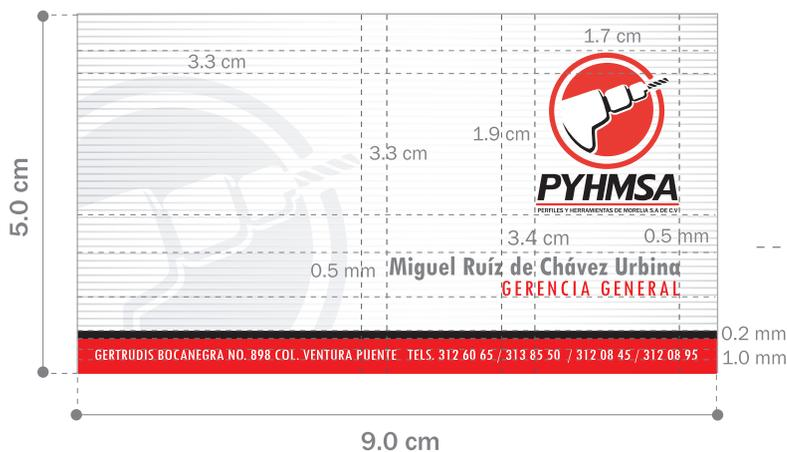 1.7 cm
3.3 cm
1.9 cm
3.3 cm
5.0 cm
PYHMSA
PERFILES Y HERRAMIENTAS DE MORELIA S.A DE C.V
3.4 cm
0.5 mm
0.5 mm
Miguel Ruíz de Chávez Urbina
GERENCIA GENERAL
0.2 mm
GERTRUDIS BOCANEGRA NO. 898 COL. VENTURA PUENTE TELS. 312 60 65 / 313 85 50 / 312 08 45 / 312 08 95
1.0 mm
9.0 cm